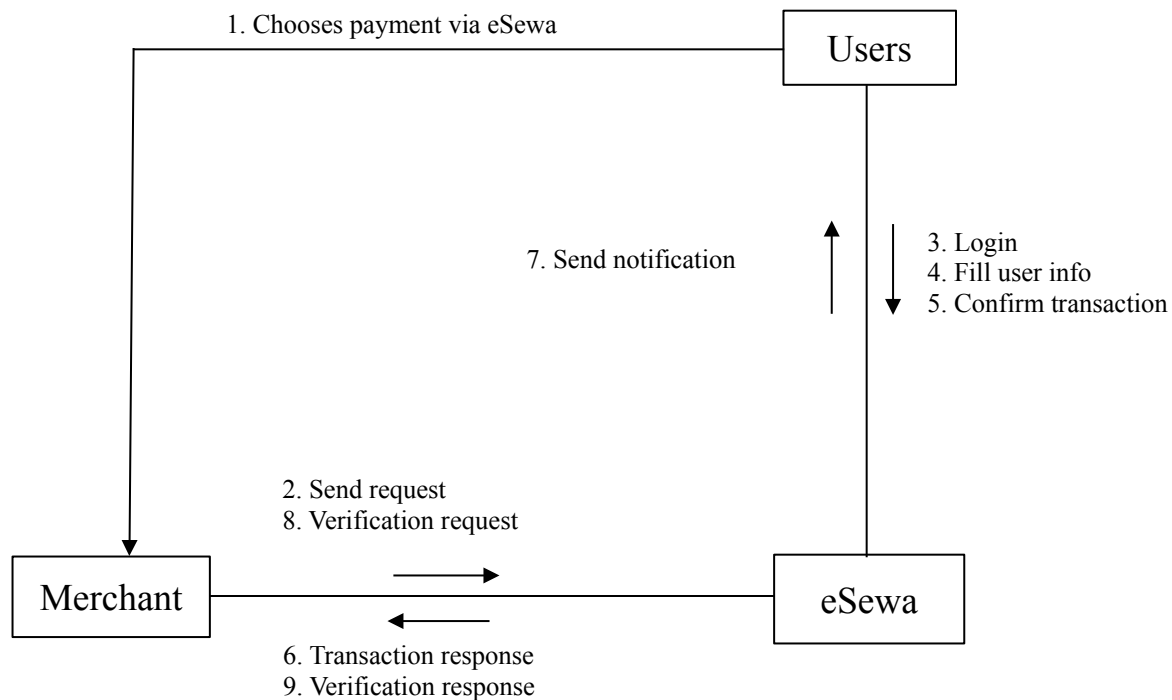 1. Chooses payment via eSewa
Users
7. Send notification
3. Login
4. Fill user info
5. Confirm transaction
2. Send request
8. Verification request
Merchant
eSewa
6. Transaction response
9. Verification response